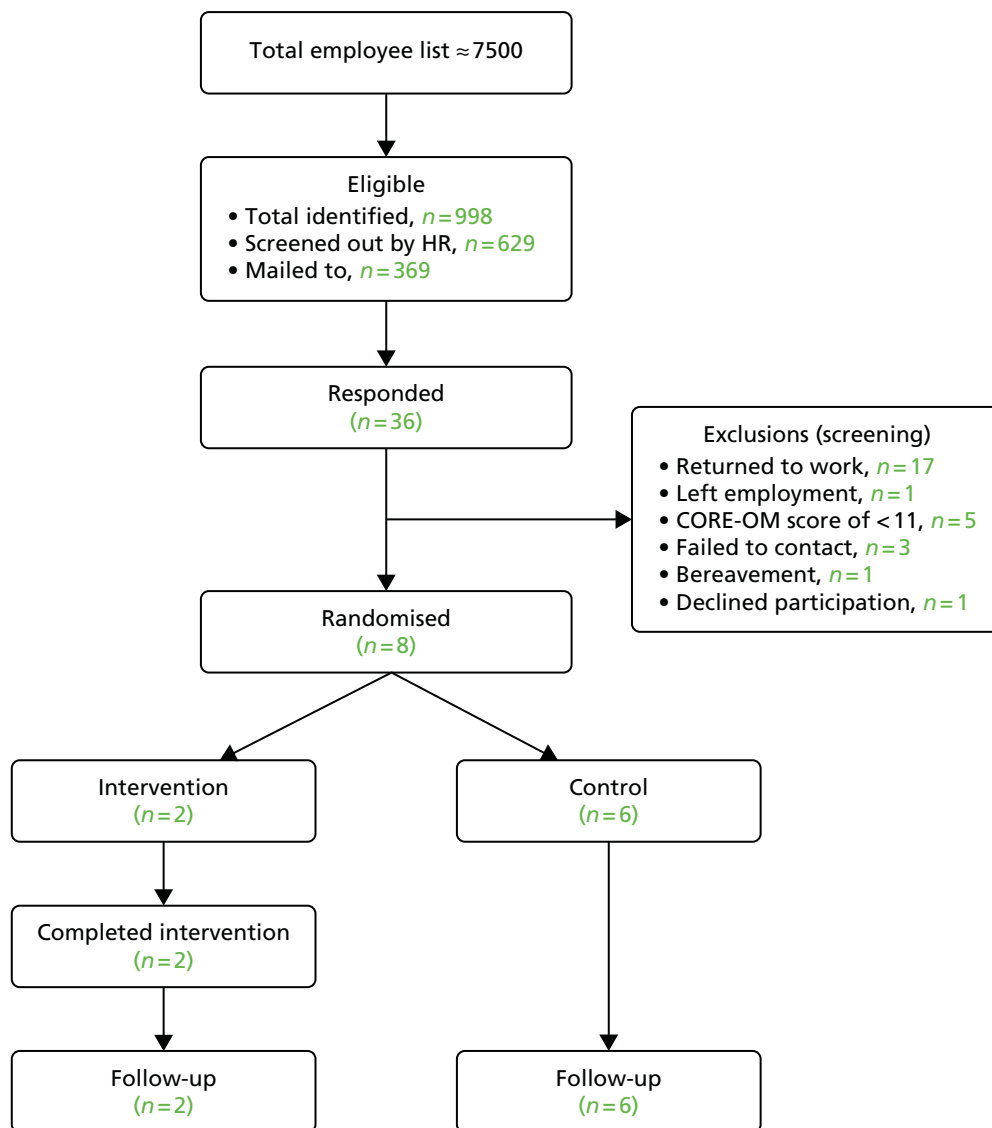 Total employee list ≈7500
Eligible
• Total identified, n=998
• Screened out by HR, n=629
• Mailed to, n=369
Responded
(n=36)
Exclusions (screening)
• Returned to work, n=17
• Left employment, n=1
• CORE-OM score of <11, n=5
• Failed to contact, n=3
• Bereavement, n=1
• Declined participation, n=1
Randomised
(n=8)
Intervention
(n=2)
Control
(n=6)
Completed intervention
(n=2)
Follow-up
(n=2)
Follow-up
(n=6)